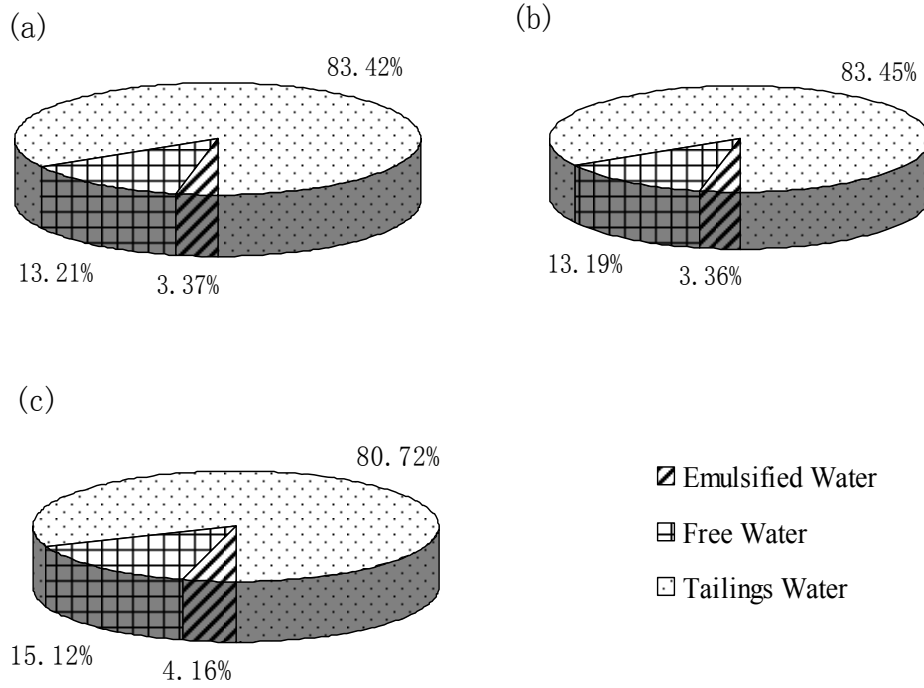 (a)
83.42%
13.21%
3.37%
(b)
83.45%
13.19%
3.36%
(c)
80.72%
15.12%
4.16%
Emulsified Water
Free Water
Tailings Water